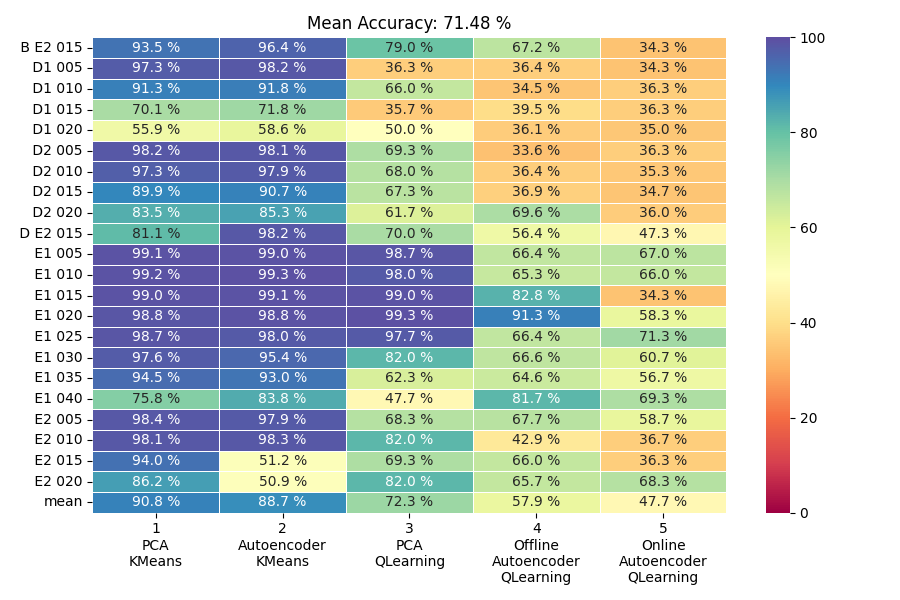 Mean Accuracy: 71.48 %
B E2 015 93.5 % 96.4 % 79.0 % 67.2 % 34.3 %
D1 005 97.3 % 98.2 % 36.3 % 36.4 % 34.3 %
D1 010 91.3 % 91.8 % 66.0 % 34.5 % 36.3 %
D1 015 70.1 % 71.8 % 35.7 % 39.5 % 36.3 %
D1 020 55.9 % 58.6 % 50.0 % 36.1 % 35.0 %
D2 005 98.2 % 98.1 % 69.3 % 33.6 % 36.3 %
D2 010 97.3 % 97.9 % 68.0 % 36.4 % 35.3 %
D2 015 89.9 % 90.7 % 67.3 % 36.9 % 34.7 %
D2 020 83.5 % 85.3 % 61.7 % 69.6 % 36.0 %
D E2 015 81.1 % 98.2 % 70.0 % 56.4 % 47.3 %
E1 005 99.1 % 99.0 % 98.7 % 66.4 % 67.0 %
E1 010 99.2 % 99.3 % 98.0 % 65.3 % 66.0 %
E1 015 99.0 % 99.1 % 99.0 % 82.8 % 34.3 %
E1 020 98.8 % 98.8 % 99.3 % 91.3 % 58.3 %
E1 025 98.7 % 98.0 % 97.7 % 66.4 % 71.3 %
E1 030 97.6 % 95.4 % 82.0 % 66.6 % 60.7 %
E1 035 94.5 % 93.0 % 62.3 % 64.6 % 56.7 %
E1 040 75.8 % 83.8 % 47.7 % 81.7 % 69.3 %
E2 005 98.4 % 97.9 % 68.3 % 67.7 % 58.7 %
E2 010 98.1 % 98.3 % 82.0 % 42.9 % 36.7 %
E2 015 94.0 % 51.2 % 69.3 % 66.0 % 36.3 %
E2 020 86.2 % 50.9 % 82.0 % 65.7 % 68.3 %
mean 90.8 % 88.7 % 72.3 % 57.9 % 47.7 %
1 2 3 4 5
PCA Autoencoder PCA Offline Online
KMeans KMeans QLearning Autoencoder Autoencoder
QLearning QLearning
100
80
60
40
20
0